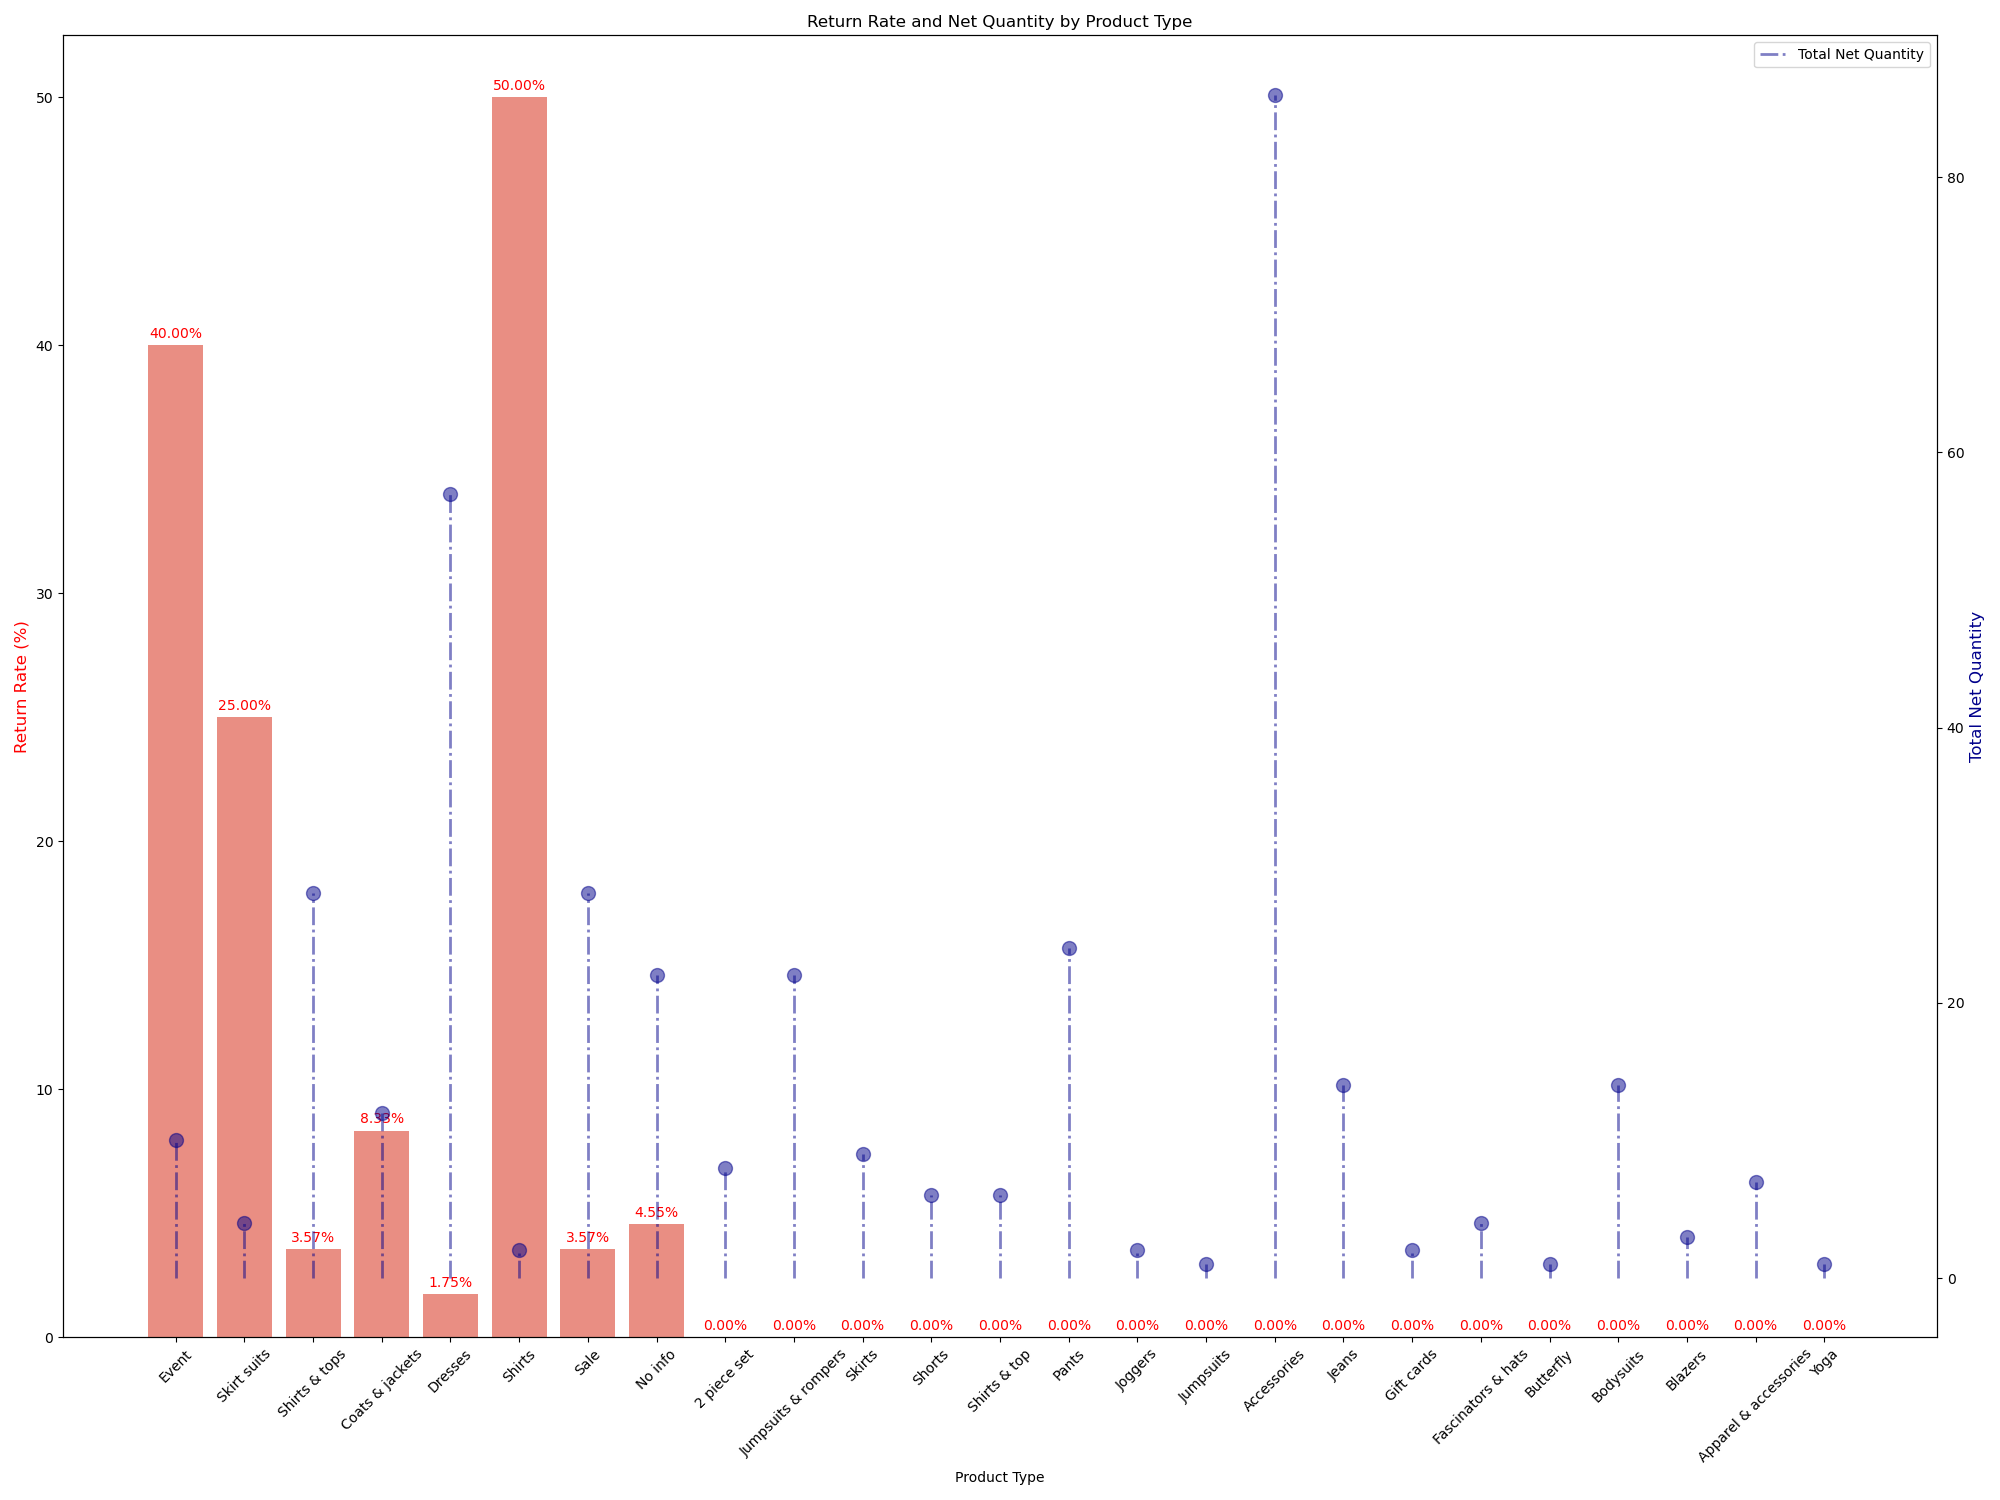 Return Rate and Net Quantity by Product Type
Total Net Quantity
50.00%
40.00%
25.00%
3.57%
8.33%
1.75%
3.57%
4.55%
0.00% 0.00% 0.00% 0.00% 0.00% 0.00% 0.00% 0.00% 0.00% 0.00% 0.00% 0.00% 0.00% 0.00% 0.00% 0.00% 0.00%
Return Rate (%)
50
40
30
20
10
0
Total Net Quantity
80
60
40
20
0
Event
Skirt suits
Shirts & tops
Coats & jackets
Dresses
Shirts
Sale
No info
2 piece set
Jumpsuits & rompers
Skirts
Shorts
Shirts & top
Pants
Joggers
Jumpsuits
Accessories
Jeans
Gift cards
Fascinators & hats
Butterfly
Bodysuits
Blazers
Apparel & accessories
Yoga
Product Type